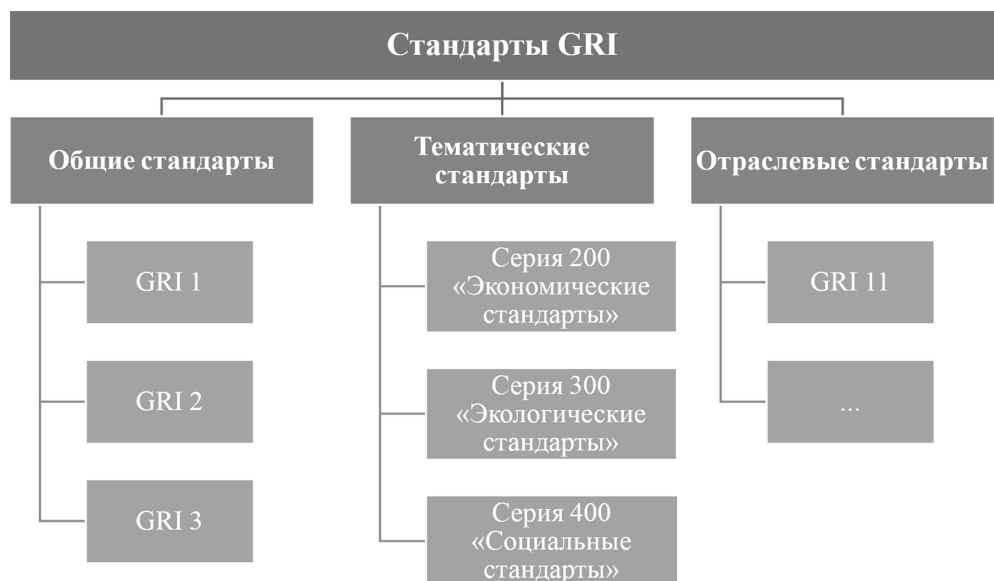 Стандарты GRI
Общие стандарты
GRI 1
GRI 2
GRI 3
Тематические
стандарты
Серия 200
«Экономические
стандарты»
Серия 300
«Экологические
стандарты»
Серия 400
«Социальные
стандарты»
Отраслевые стандарты
GRI 11
...